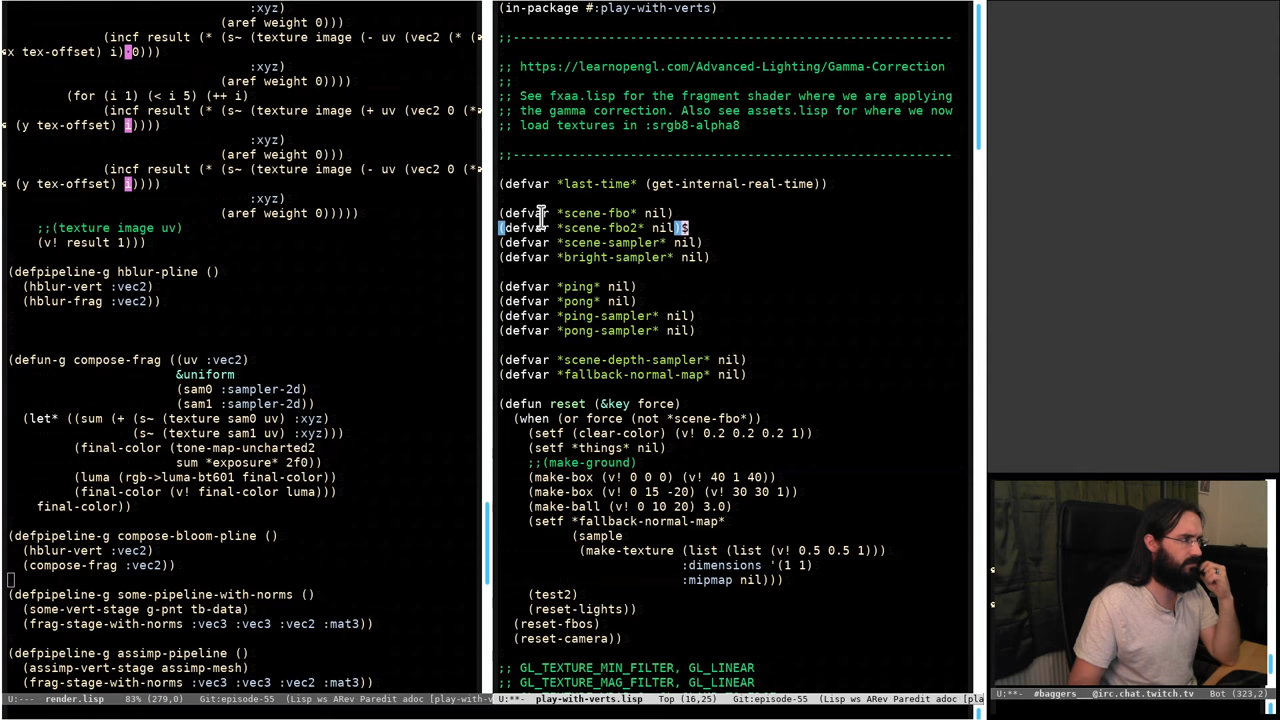 :xyz)
(aref weight 0)))
(incf result (* (s~ (texture image (- uv (vec2 (* (
x tex-offset) i) 0)))
:xyz)
(aref weight 0))))
(for (i 1) (< i 5) (++ i)
(incf result (* (s~ (texture image (+ uv (vec2 0 (*
(y tex-offset) i))))
:xyz)
(aref weight 0)))
(incf result (* (s~ (texture image (- uv (vec2 0 (*
(y tex-offset) i))))
:xyz)
(aref weight 0)))))
;;(texture image uv)
(v! result 1)))
(defpipeline-g hblur-pline ()
(hblur-vert :vec2)
(hblur-frag :vec2))
(defun-g compose-frag ((uv :vec2)
&uniform
(sam0 :sampler-2d)
(sam1 :sampler-2d))
(let* ((sum (+ (s~ (texture sam0 uv) :xyz)
(s~ (texture sam1 uv) :xyz)))
(final-color (tone-map-uncharted2
sum *exposure* 2f0))
(luma (rgb->luma-bt601 final-color))
(final-color (v! final-color luma)))
final-color))
(defpipeline-g compose-bloom-pline ()
(hblur-vert :vec2)
(compose-frag :vec2))
(defpipeline-g some-pipeline-with-norms ()
(some-vert-stage g-pnt tb-data)
(frag-stage-with-norms :vec3 :vec3 :vec2 :mat3))
(defpipeline-g assimp-pipeline ()
(assimp-vert-stage assimp-mesh)
(frag-stage-with-norms :vec3 :vec3 :vec2 :mat3))
U:--- render.lisp 83% (279,0) Git:episode-55 (Lisp ws ARev Paredit adoc [play-with-v
(in-package #:play-with-verts)
;;------------------------------------------------------------
;; https://learnopengl.com/Advanced-Lighting/Gamma-Correction
;;
;; See fxaa.lisp for the fragment shader where we are applying
;; the gamma correction. Also see assets.lisp for where we now
;; load textures in :srgb8-alpha8
;;------------------------------------------------------------
(defvar *last-time* (get-internal-real-time))
(defvar *scene-fbo* nil)
(defvar *scene-fbo2* nil)$
(defvar *scene-sampler* nil)
(defvar *bright-sampler* nil)
(defvar *ping* nil)
(defvar *pong* nil)
(defvar *ping-sampler* nil)
(defvar *pong-sampler* nil)
(defvar *scene-depth-sampler* nil)
(defvar *fallback-normal-map* nil)
(defun reset (&key force)
(when (or force (not *scene-fbo*))
(setf (clear-color) (v! 0.2 0.2 0.2 1))
(setf *things* nil)
;;(make-ground)
(make-box (v! 0 0 0) (v! 40 1 40))
(make-box (v! 0 15 -20) (v! 30 30 1))
(make-ball (v! 0 10 20) 3.0)
(setf *fallback-normal-map*
(sample
(make-texture (list (list (v! 0.5 0.5 1)))
:dimensions '(1 1)
:mipmap nil)))
(test2)
(reset-lights))
(reset-fbos)
(reset-camera))
;; GL_TEXTURE_MIN_FILTER, GL_LINEAR
;; GL_TEXTURE_MAG_FILTER, GL_LINEAR
U:**- play-with-verts.lisp Top (16,25) Git:episode-55 (Lisp ws ARev Paredit adoc [pla
U:**- #baggers__@irc.chat.twitch.tv Bot (323,2)